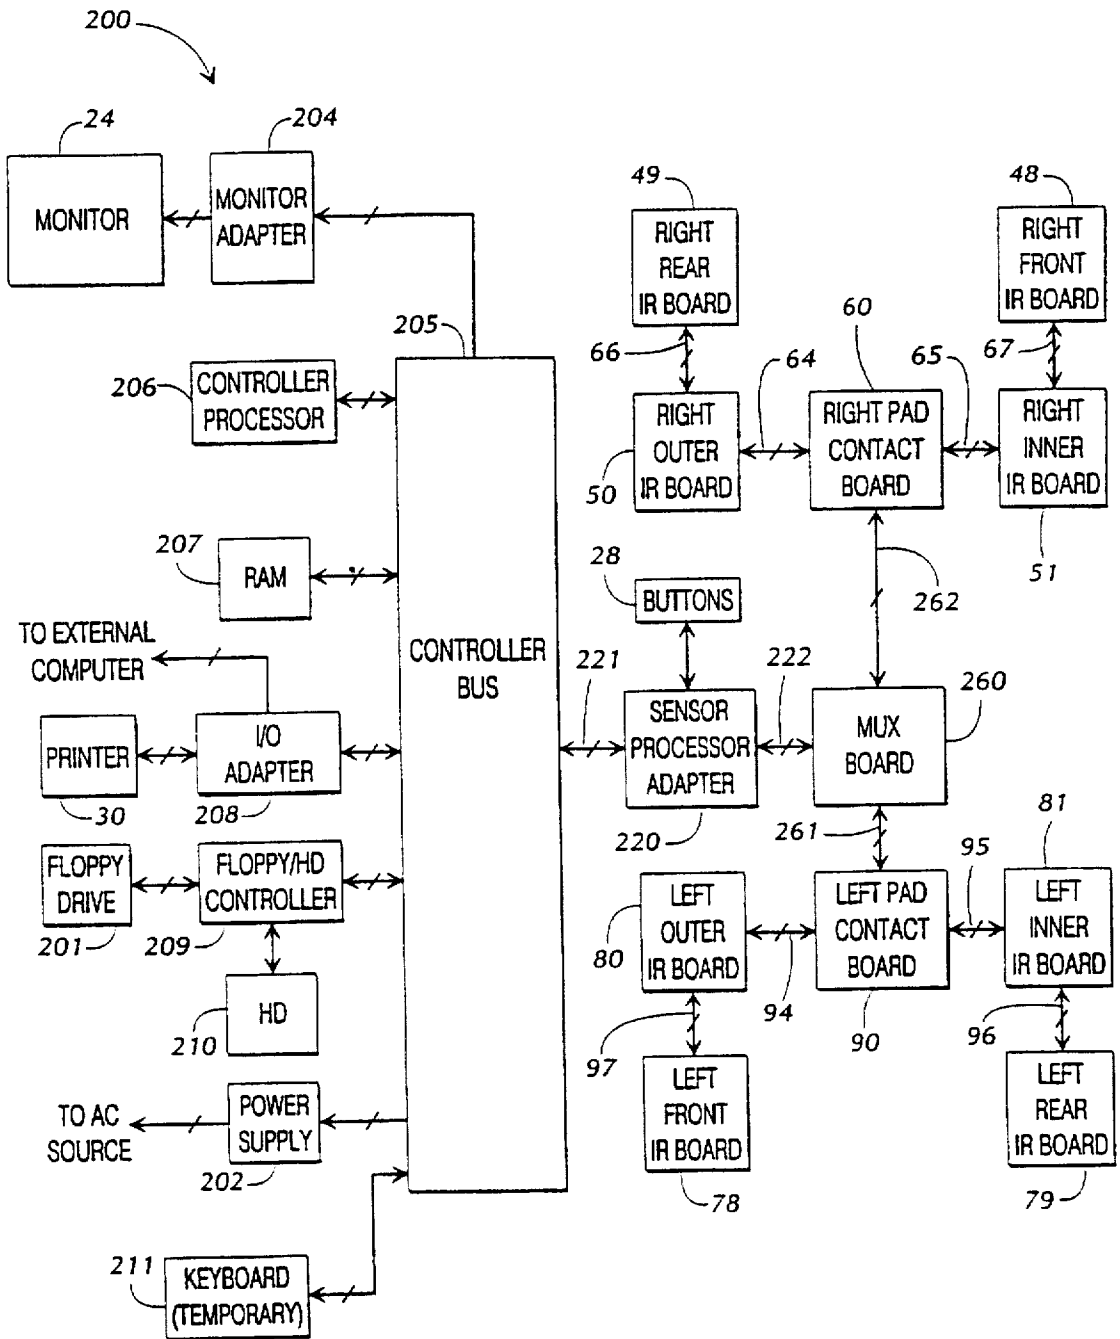 200
24
204
MONITOR
MONITOR
ADAPTER
49
48
RIGHT
REAR
IR BOARD
RIGHT
FRONT
IR BOARD
205
206
CONTROLLER
PROCESSOR
66
64
60
65
67
RIGHT
OUTER
IR BOARD
RIGHT PAD
CONTACT
BOARD
RIGHT
INNER
IR BOARD
50
51
207
RAM
28
BUTTONS
262
TO EXTERNAL
COMPUTER
CONTROLLER
BUS
221
222
260
PRINTER
I/O
ADAPTER
SENSOR
PROCESSOR
ADAPTER
MUX
BOARD
30
208
220
261
81
FLOPPY
DRIVE
FLOPPY/HD
CONTROLLER
201
209
80
LEFT
OUTER
IR BOARD
LEFT PAD
CONTACT
BOARD
95
LEFT
INNER
IR BOARD
HD
210
97
94
90
96
TO AC
SOURCE
POWER
SUPPLY
202
LEFT
FRONT
IR BOARD
LEFT
REAR
IR BOARD
78
79
211
KEYBOARD
(TEMPORARY)